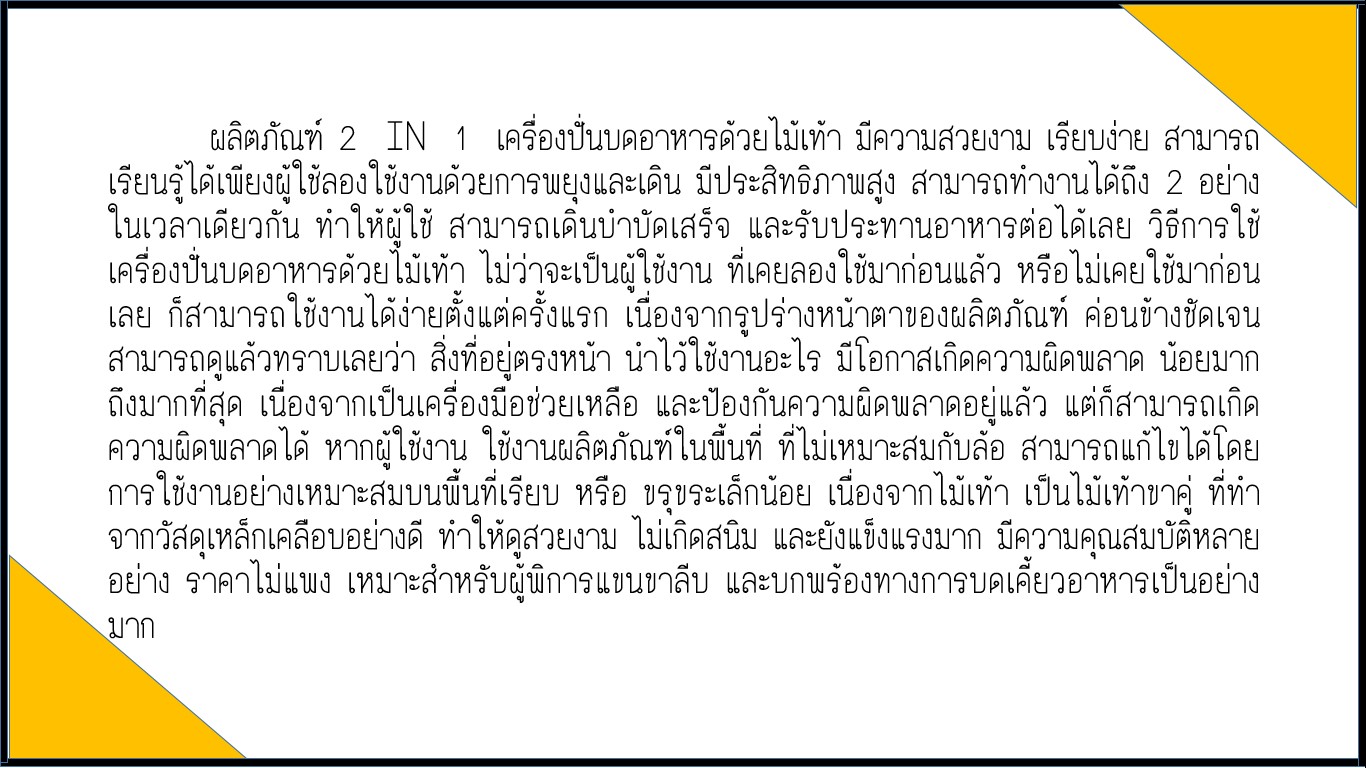 ผลิตภัณฑ์ 2 IN 1 เครื่องปั่นบดอาหารด้วยไม้เท้า มีความสวยงาม เรียบง่าย สามารถ
เรียนรู้ได้เพียงผู้ใช้ลองใช้งานด้วยการพยุงและเดิน มีประสิทธิภาพสูง สามารถทำงานได้ถึง 2 อย่าง
ในเวลาเดียวกัน ทำให้ผู้ใช้ สามารถเดินบำบัดเสร็จ และรับประทานอาหารต่อได้เลย วิธีการใช้
เครื่องปั่นบดอาหารด้วยไม้เท้า ไม่ว่าจะเป็นผู้ใช้งาน ที่เคยลองใช้มาก่อนแล้ว หรือไม่เคยใช้มาก่อน
เลย ก็สามารถใช้งานได้ง่ายตั้งแต่ครั้งแรก เนื่องจากรูปร่างหน้าตาของผลิตภัณฑ์ ค่อนข้างชัดเจน
สามารถดูแล้วทราบเลยว่า สิ่งที่อยู่ตรงหน้า นำไว้ใช้งานอะไร มีโอกาสเกิดความผิดพลาด น้อยมาก
ถึงมากที่สุด เนื่องจากเป็นเครื่องมือช่วยเหลือ และป้องกันความผิดพลาดอยู่แล้ว แต่ก็สามารถเกิด
ความผิดพลาดได้ หากผู้ใช้งาน ใช้งานผลิตภัณฑ์ในพื้นที่ ที่ไม่เหมาะสมกับล้อ สามารถแก้ไขได้โดย
การใช้งานอย่างเหมาะสมบนพื้นที่เรียบ หรือ ขรุขระเล็กน้อย เนื่องจากไม้เท้า เป็นไม้เท้าขาคู่ ที่ทำ
จากวัสดุเหล็กเคลือบอย่างดี ทำให้ดูสวยงาม ไม่เกิดสนิม และยังแข็งแรงมาก มีความคุณสมบัติหลาย
อย่าง ราคาไม่แพง เหมาะสำหรับผู้พิการแขนขาลีบ และบกพร้องทางการบดเคี้ยวอาหารเป็นอย่าง
มาก